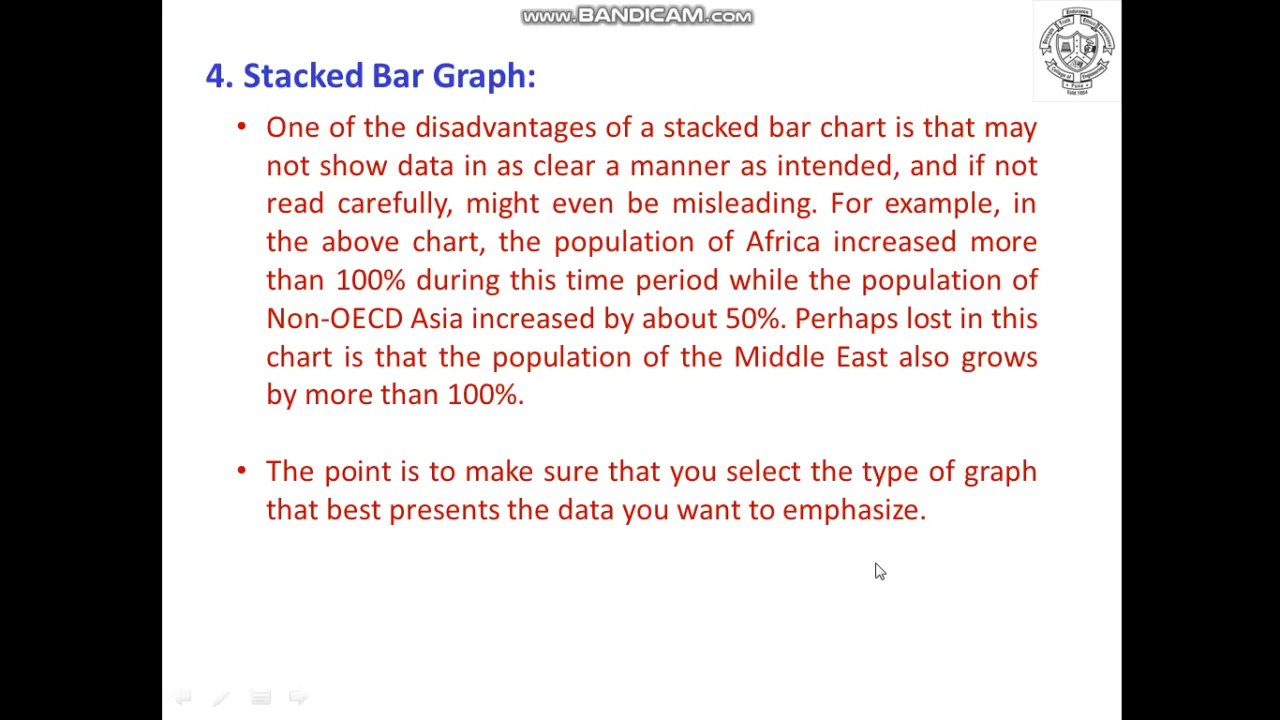 www.BANDICAM.com
4. Stacked Bar Graph:
• One of the disadvantages of a stacked bar chart is that may
not show data in as clear a manner as intended, and if not
read carefully, might even be misleading. For example, in
the above chart, the population of Africa increased more
than 100% during this time period while the population of
Non-OECD Asia increased by about 50%. Perhaps lost in this
chart is that the population of the Middle East also grows
by more than 100%.
• The point is to make sure that you select the type of graph
that best presents the data you want to emphasize.